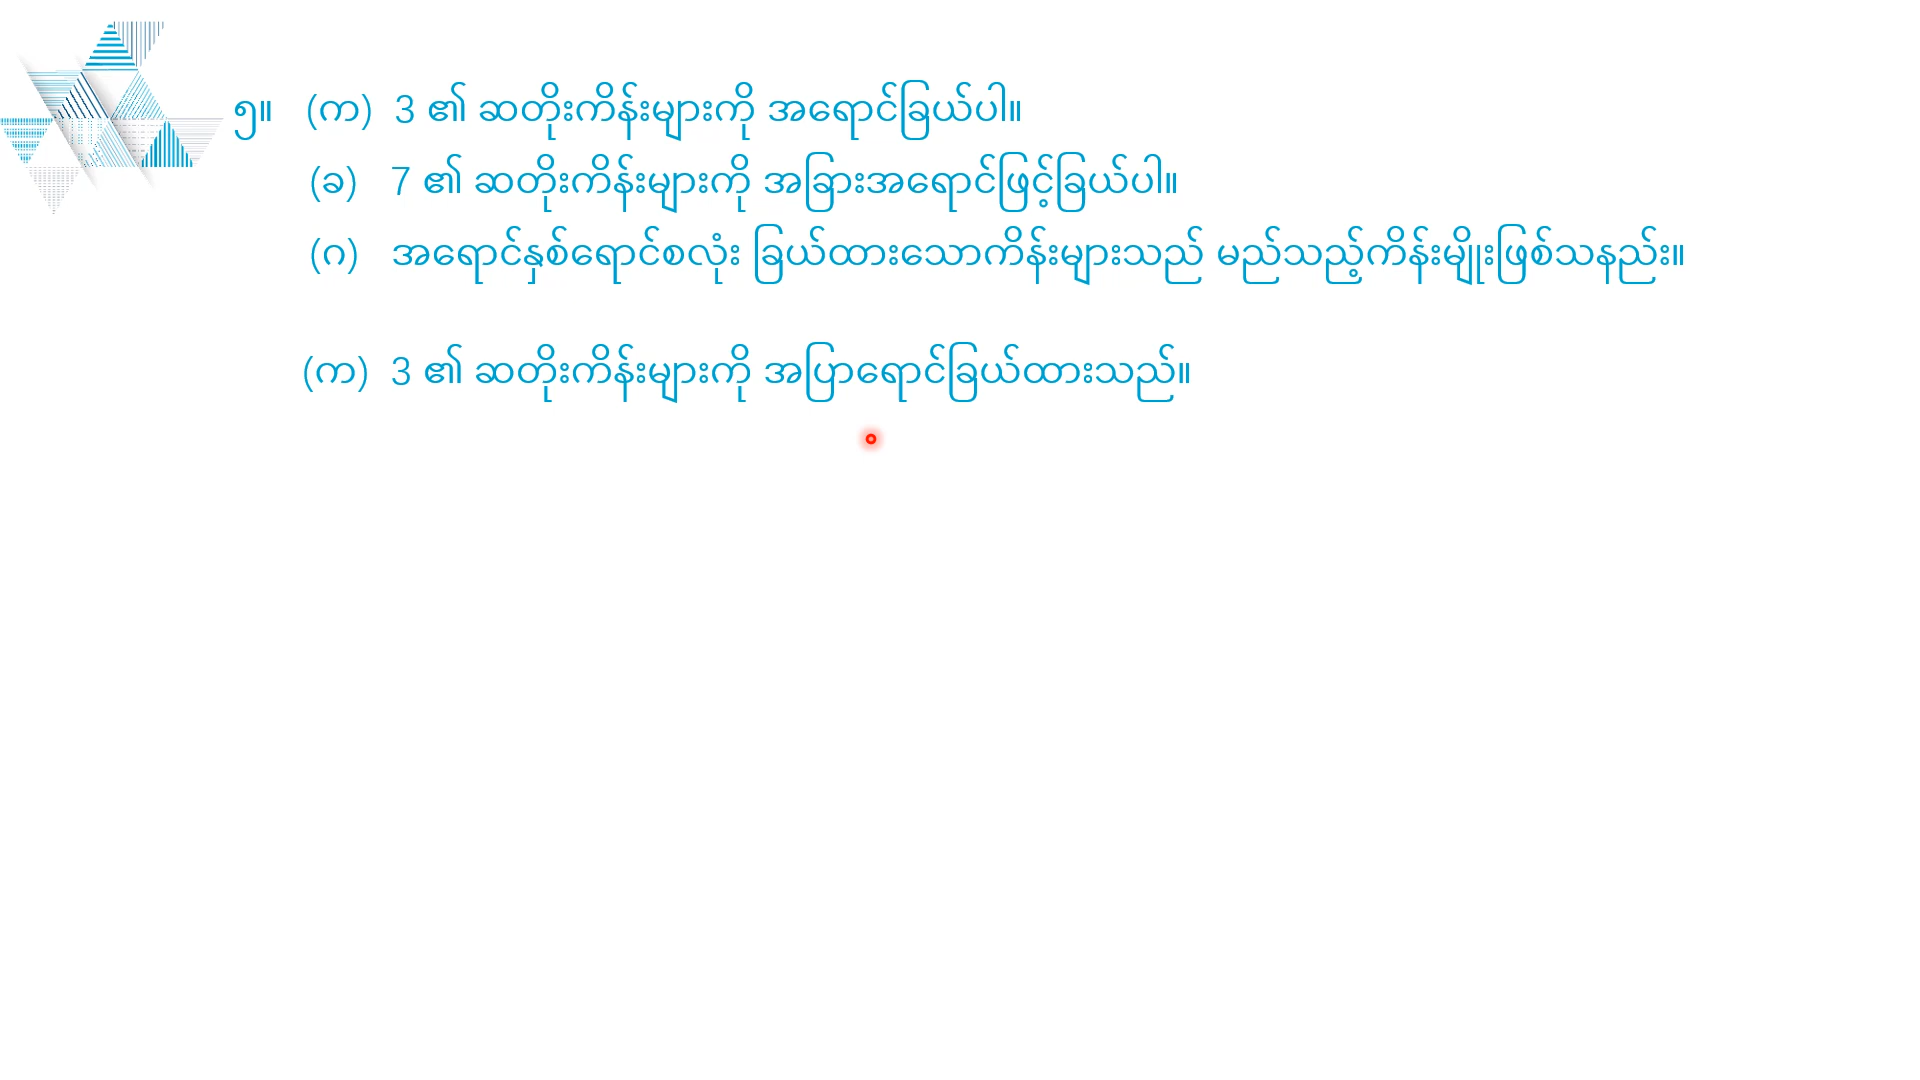 ၅။ (က) 3 ၏ ဆတိုးကိန်းများကို အရောင်ခြယ်ပါ။
(ခ) 7 ၏ ဆတိုးကိန်းများကို အခြားအရောင်ဖြင့်ခြယ်ပါ။
(ဂ) အရောင်နှစ်ရောင်စလုံး ခြယ်ထားသောကိန်းများသည် မည်သည့်ကိန်းမျိုးဖြစ်သနည်း။
(က) 3 ၏ ဆတိုးကိန်းများကို အပြာရောင်ခြယ်ထားသည်။